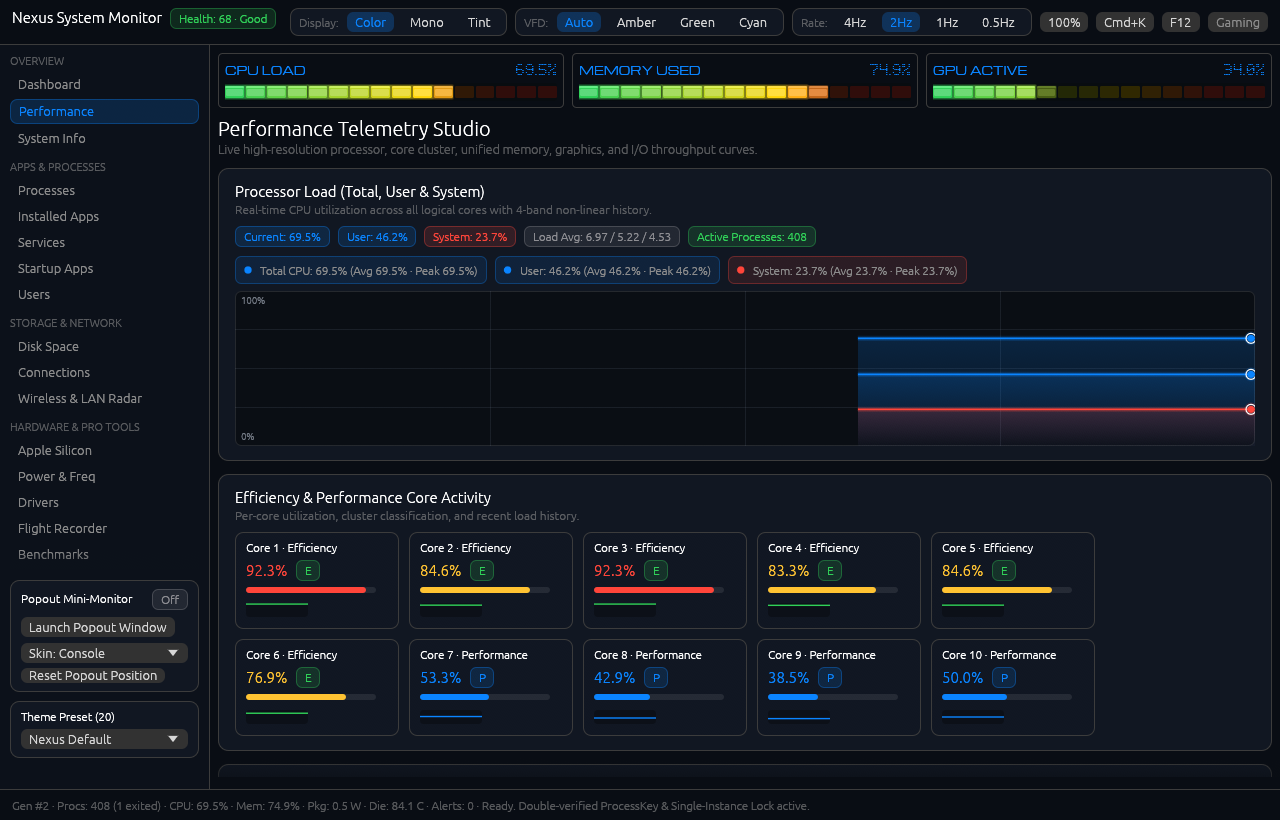 Nexus System Monitor
Health: 68 · Good
Display: Color Mono Tint
VFD: Auto Amber Green Cyan
Rate: 4Hz 2Hz 1Hz 0.5Hz
100% Cmd+K F12 Gaming
OVERVIEW
Dashboard
Performance
System Info
APPS & PROCESSES
Processes
Installed Apps
Services
Startup Apps
Users
STORAGE & NETWORK
Disk Space
Connections
Wireless & LAN Radar
HARDWARE & PRO TOOLS
Apple Silicon
Power & Freq
Drivers
Flight Recorder
Benchmarks
Popout Mini-Monitor Off
Launch Popout Window
Skin: Console
Reset Popout Position
Theme Preset (20)
Nexus Default
CPU LOAD 69.5%
MEMORY USED 74.9%
GPU ACTIVE 34.0%
Performance Telemetry Studio
Live high-resolution processor, core cluster, unified memory, graphics, and I/O throughput curves.
Processor Load (Total, User & System)
Real-time CPU utilization across all logical cores with 4-band non-linear history.
Current: 69.5% User: 46.2% System: 23.7% Load Avg: 6.97 / 5.22 / 4.53 Active Processes: 408
Total CPU: 69.5% (Avg 69.5% · Peak 69.5%) User: 46.2% (Avg 46.2% · Peak 46.2%) System: 23.7% (Avg 23.7% · Peak 23.7%)
100%
0%
Efficiency & Performance Core Activity
Per-core utilization, cluster classification, and recent load history.
Core 1 · Efficiency
92.3% E
Core 2 · Efficiency
84.6% E
Core 3 · Efficiency
92.3% E
Core 4 · Efficiency
83.3% E
Core 5 · Efficiency
84.6% E
Core 6 · Efficiency
76.9% E
Core 7 · Performance
53.3% P
Core 8 · Performance
42.9% P
Core 9 · Performance
38.5% P
Core 10 · Performance
50.0% P
Gen #2 · Procs: 408 (1 exited) · CPU: 69.5% · Mem: 74.9% · Pkg: 0.5 W · Die: 84.1 C · Alerts: 0 · Ready. Double-verified ProcessKey & Single-Instance Lock active.